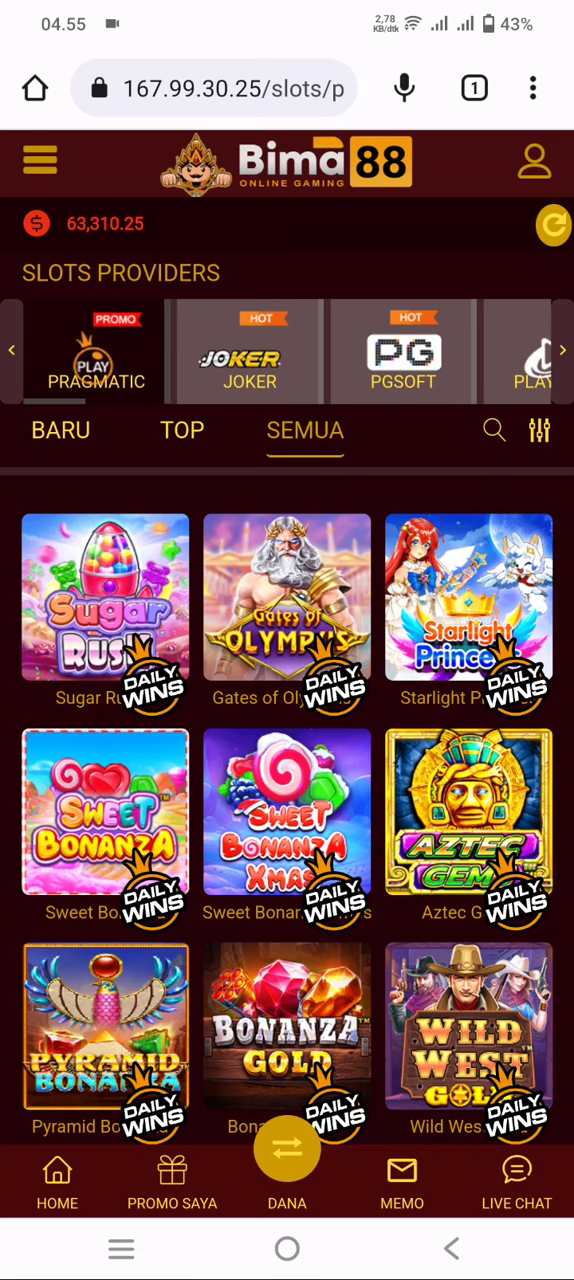 04.55
2,78
KB/dtk
43%
167.99.30.25/slots/p
1
Bima 88
ONLINE GAMING
63,310.25
SLOTS PROVIDERS
PROMO
HOT
HOT
PLAY
JOKER
PG
PRAGMATIC
JOKER
PGSOFT
PLAY
BARU
TOP
SEMUA
Sugar
RUSH
Gates of
OLYMPUS
Starlight
Princess
DAILY
WINS
DAILY
WINS
DAILY
WINS
Sugar Ru
Gates of Oly
Starlight P
SWEET
BONANZA
SWEET
BONANZA
XMAS
AZTEC
GEMS
DAILY
WINS
DAILY
WINS
DAILY
WINS
Sweet Bo
Sweet Bonan
Aztec G
PYRAMID
BONANZA
BONANZA
GOLD
WILD
WEST
GOLD
DAILY
WINS
DAILY
WINS
DAILY
WINS
Pyramid Bo
Bona
Wild Wes
HOME
PROMO SAYA
DANA
MEMO
LIVE CHAT